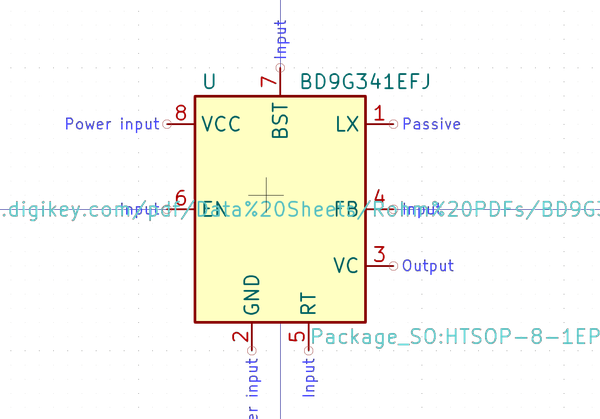 Input
U
BD9G341EFJ
7
BST
Power input
8
VCC
LX
1
Passive
Input
6
EN
FB
4
Input
.digikey.com/pdf/Data%20Sheets/Rohm%20PDFs/BD9G3
VC
3
Output
GND
RT
2
5
Package_SO:HTSOP-8-1EP
er input
Input